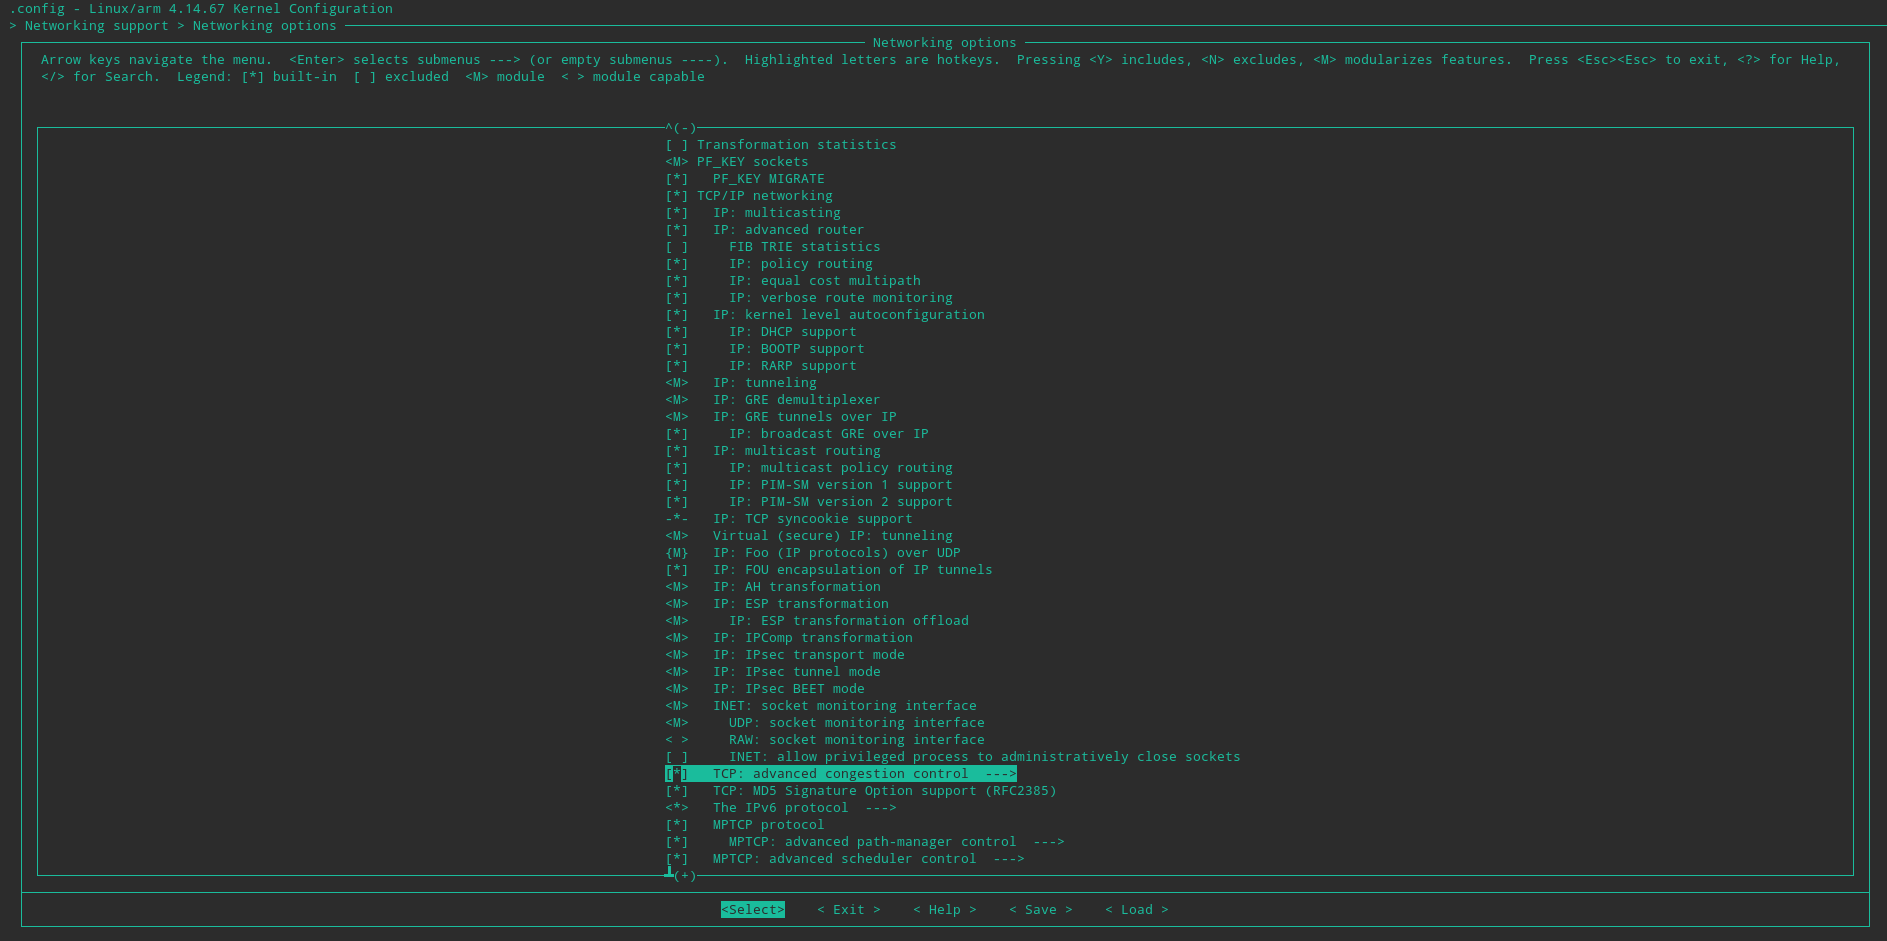 .config - Linux/arm 4.14.67 Kernel Configuration
> Networking support > Networking options
Networking options
Arrow keys navigate the menu.  <Enter> selects submenus ---> (or empty submenus ----).  Highlighted letters are hotkeys.  Pressing <Y> includes, <N> excludes, <M> modularizes features.  Press <Esc><Esc> to exit, <?> for Help,
</> for Search.  Legend: [*] built-in  [ ] excluded  <M> module  < > module capable
^(-)
[ ] Transformation statistics
<M> PF_KEY sockets
[*]   PF_KEY MIGRATE
[*] TCP/IP networking
[*]   IP: multicasting
[*]   IP: advanced router
[ ]     FIB TRIE statistics
[*]     IP: policy routing
[*]     IP: equal cost multipath
[*]     IP: verbose route monitoring
[*]   IP: kernel level autoconfiguration
[*]     IP: DHCP support
[*]     IP: BOOTP support
[*]     IP: RARP support
<M>   IP: tunneling
<M>   IP: GRE demultiplexer
<M>   IP: GRE tunnels over IP
[*]     IP: broadcast GRE over IP
[*]   IP: multicast routing
[*]     IP: multicast policy routing
[*]     IP: PIM-SM version 1 support
[*]     IP: PIM-SM version 2 support
-*-   IP: TCP syncookie support
<M>   Virtual (secure) IP: tunneling
{M}   IP: Foo (IP protocols) over UDP
[*]   IP: FOU encapsulation of IP tunnels
<M>   IP: AH transformation
<M>   IP: ESP transformation
<M>     IP: ESP transformation offload
<M>   IP: IPComp transformation
<M>   IP: IPsec transport mode
<M>   IP: IPsec tunnel mode
<M>   IP: IPsec BEET mode
<M>   INET: socket monitoring interface
<M>     UDP: socket monitoring interface
< >     RAW: socket monitoring interface
[ ]     INET: allow privileged process to administratively close sockets
[*]   TCP: advanced congestion control  --->
[*]   TCP: MD5 Signature Option support (RFC2385)
<*>   The IPv6 protocol  --->
[*]   MPTCP protocol
[*]     MPTCP: advanced path-manager control  --->
[*]   MPTCP: advanced scheduler control  --->
(+)
<Select>    < Exit >    < Help >    < Save >    < Load >